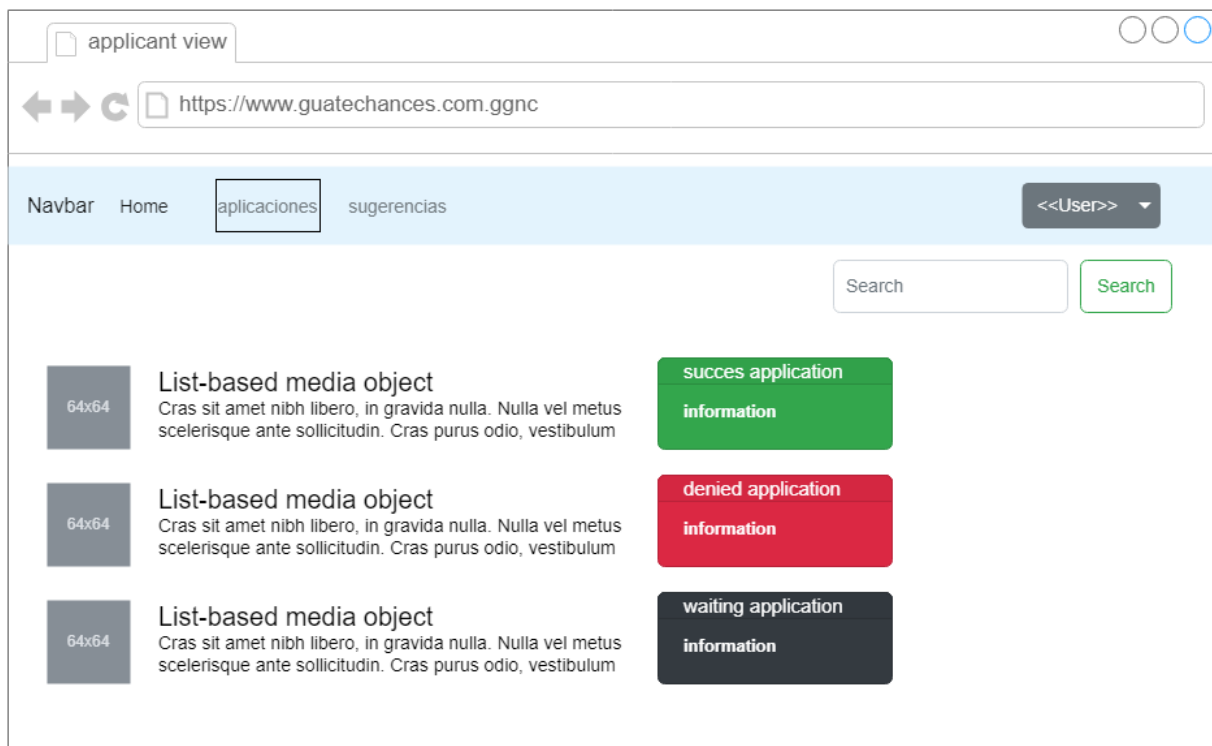 applicant view
https://www.guatechances.com.ggnc
Navbar Home aplicaciones sugerencias <<User>>
Search Search
64x64
List-based media object
Cras sit amet nibh libero, in gravida nulla. Nulla vel metus
scelerisque ante sollicitudin. Cras purus odio, vestibulum
succes application
information
64x64
List-based media object
Cras sit amet nibh libero, in gravida nulla. Nulla vel metus
scelerisque ante sollicitudin. Cras purus odio, vestibulum
denied application
information
64x64
List-based media object
Cras sit amet nibh libero, in gravida nulla. Nulla vel metus
scelerisque ante sollicitudin. Cras purus odio, vestibulum
waiting application
information